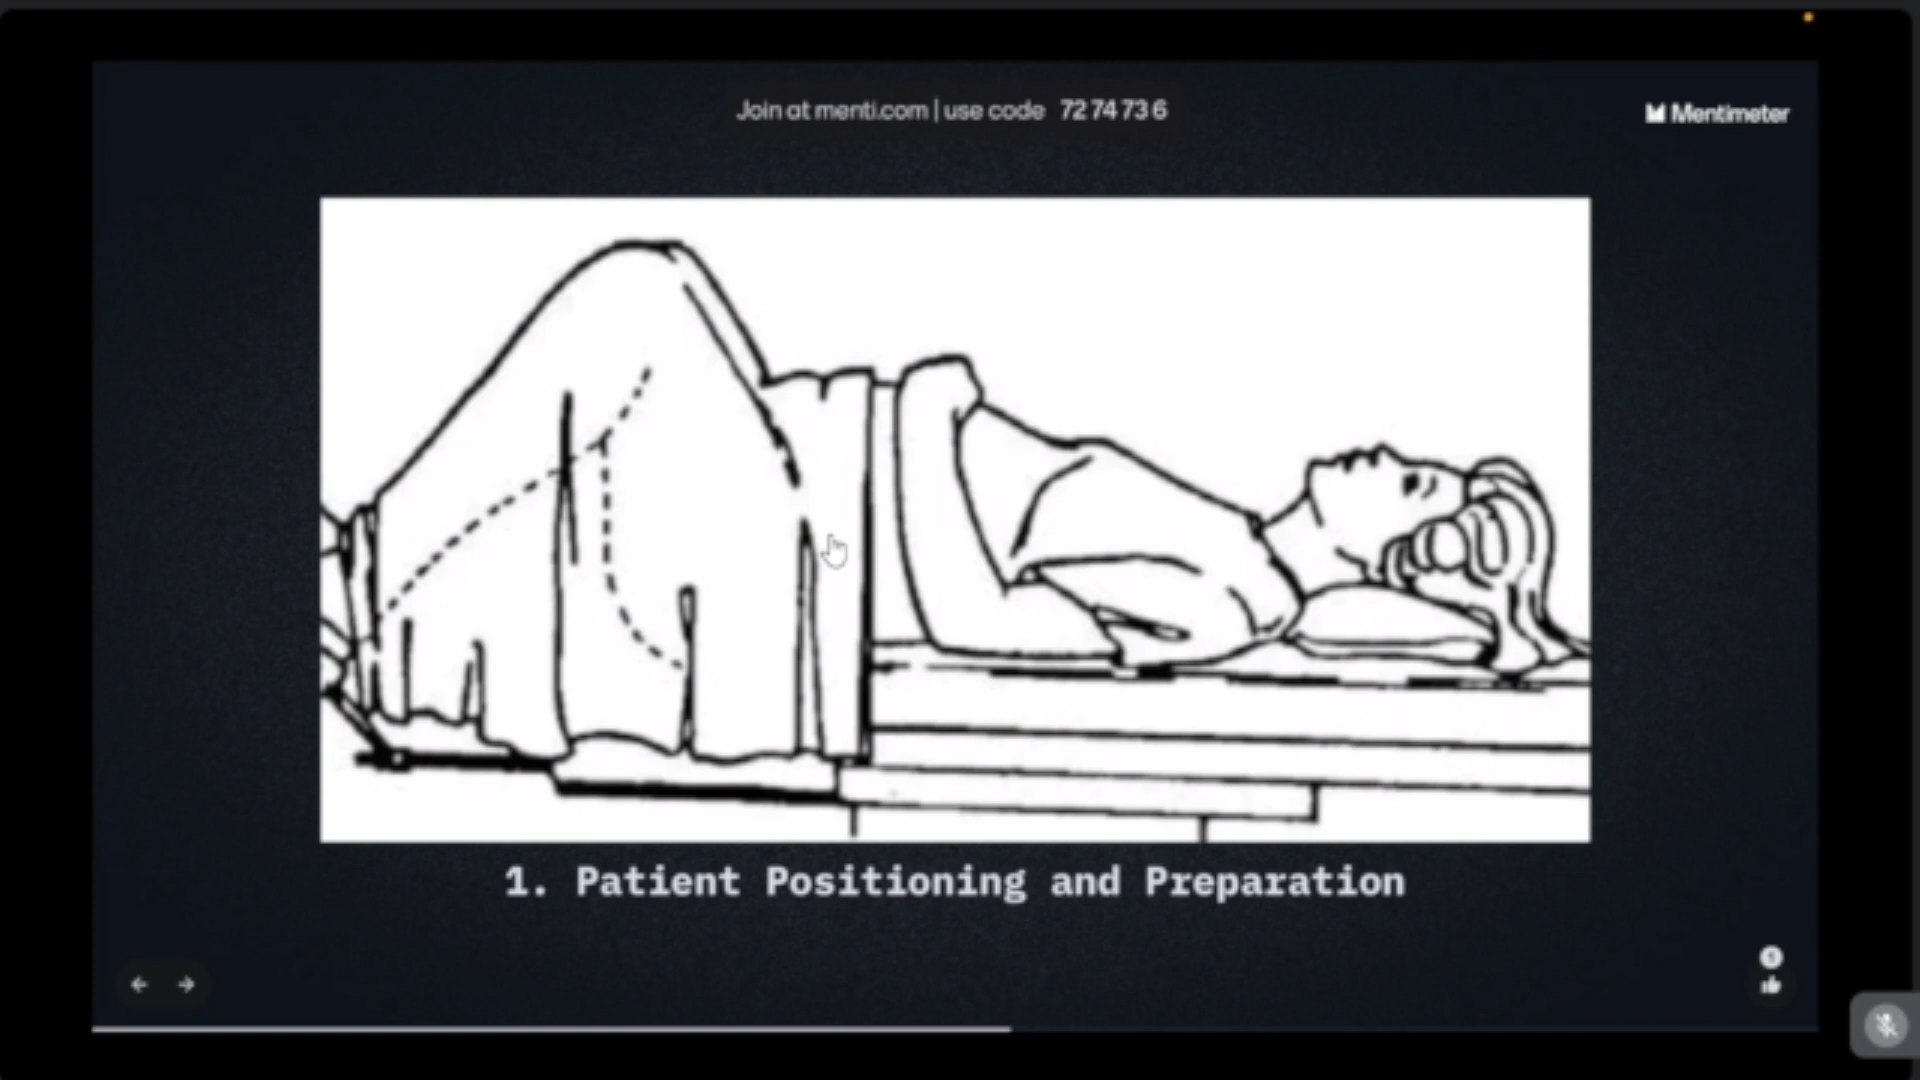 Join at menti.com | use code 72 74 73 6
Mentimeter
1. Patient Positioning and Preparation